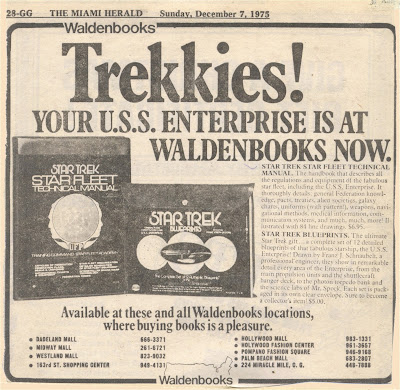 28-GG THE MIAMI HERALD Sunday, December 7, 1975
Waldenbooks
Trekkies!
YOUR U.S.S. ENTERPRISE IS AT
WALDENBOOKS NOW.
STAR TREK
STAR FLEET
TECHNICAL MANUAL
TRAINING COMMAND STAR FLEET ACADEMY
STAR TREK
BLUEPRINTS
STAR TREK STAR FLEET TECHNICAL
MANUAL. The handbook that describes all
the regulations and equipment of the fabulous
star fleet, including the U.S.S. Enterprise. It
thoroughly details: general Federation knowl-
edge, pacts, treaties, alien societies, galaxy
charts, uniforms (with pattern), weapons, navi-
gational methods, medical information, com-
munication systems, and much, much more! Il-
lustrated with 84 line drawings. $6.95.
STAR TREK BLUEPRINTS. The ultimate
Star Trek gift... a complete set of 12 detailed
blueprints of that fabulous starship, the U.S.S.
Enterprise! Drawn by Franz J. Schnaubelt, a
professional engineer, they show in remarkable
detail every area of the Enterprise, from the
main propulsion units and the shuttlecraft
hangar deck, to the photon torpedo bank and
the science labs of Mr. Spock. Each set is pack-
aged in its own clear envelope. Sure to become
a collector's item! $5.00.
Available at these and all Waldenbooks locations,
where buying books is a pleasure.
DADELAND MALL 666-3371
MIDWAY MALL 261-6721
WESTLAND MALL 823-9032
163rd ST. SHOPPING CENTER 949-4131
HOLLYWOOD MALL 962-1331
HOLLYWOOD FASHION CENTER 961-3657
POMPANO FASHION SQUARE 946-9168
PALM BEACH MALL 683-2007
224 MIRACLE MILE, C. G. 446-7688
Waldenbooks